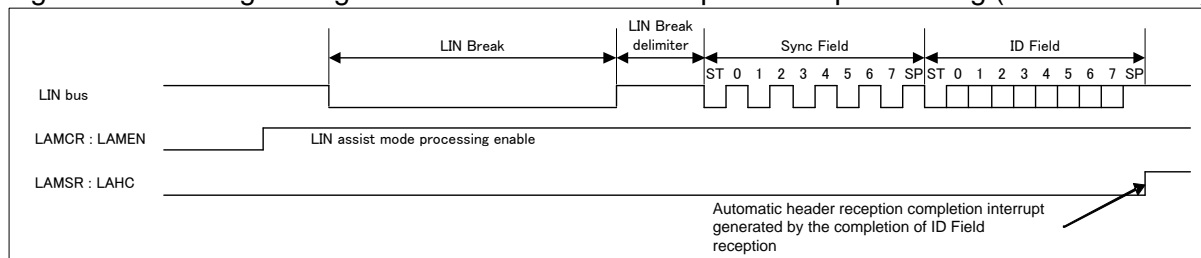 LIN Break
LIN Break
delimiter
Sync Field
ID Field
ST 0 1 2 3 4 5 6 7 SP ST 0 1 2 3 4 5 6 7 SP
LIN bus
LAMCR : LAMEN
LIN assist mode processing enable
LAMSR : LAHC
Automatic header reception completion interrupt
generated by the completion of ID Field
reception